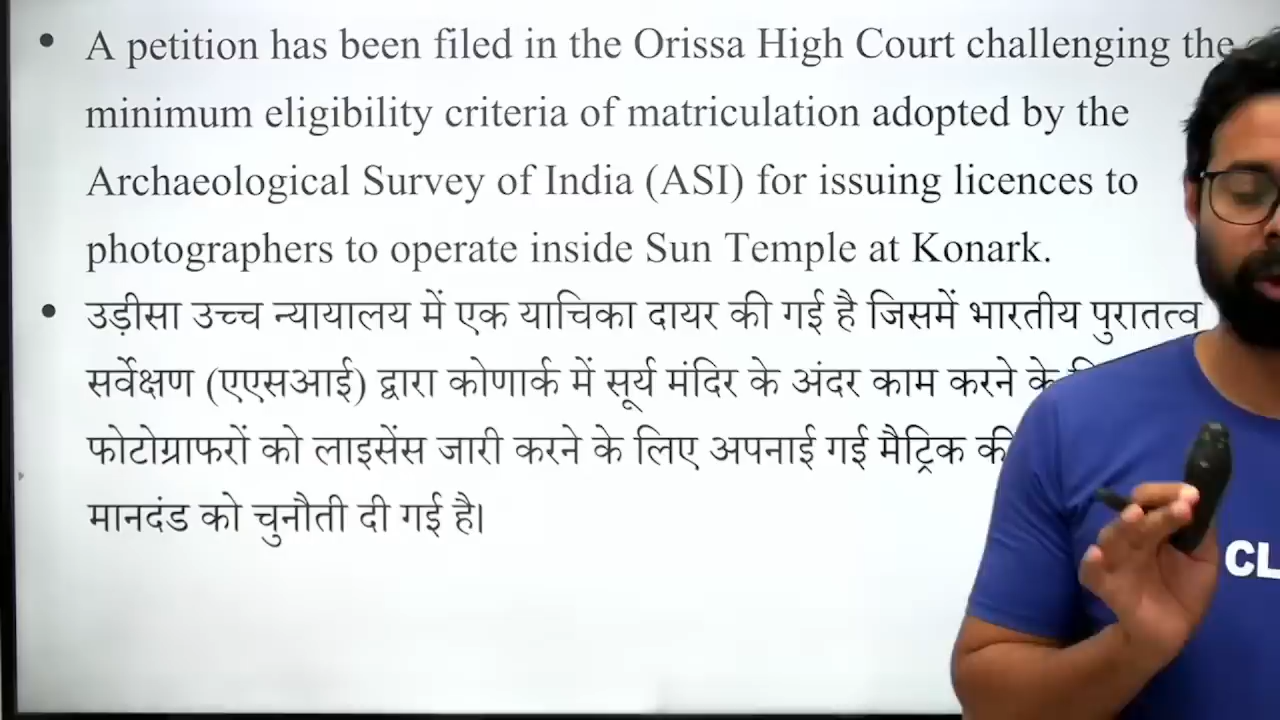 • A petition has been filed in the Orissa High Court challenging the
minimum eligibility criteria of matriculation adopted by the
Archaeological Survey of India (ASI) for issuing licences to
photographers to operate inside Sun Temple at Konark.
• उड़ीसा उच्च न्यायालय में एक याचिका दायर की गई है जिसमें भारतीय पुरातत्व
सर्वेक्षण (एएसआई) द्वारा कोणार्क में सूर्य मंदिर के अंदर काम करने के
फोटोग्राफरों को लाइसेंस जारी करने के लिए अपनाई गई मैट्रिक की
मानदंड को चुनौती दी गई है।
CL